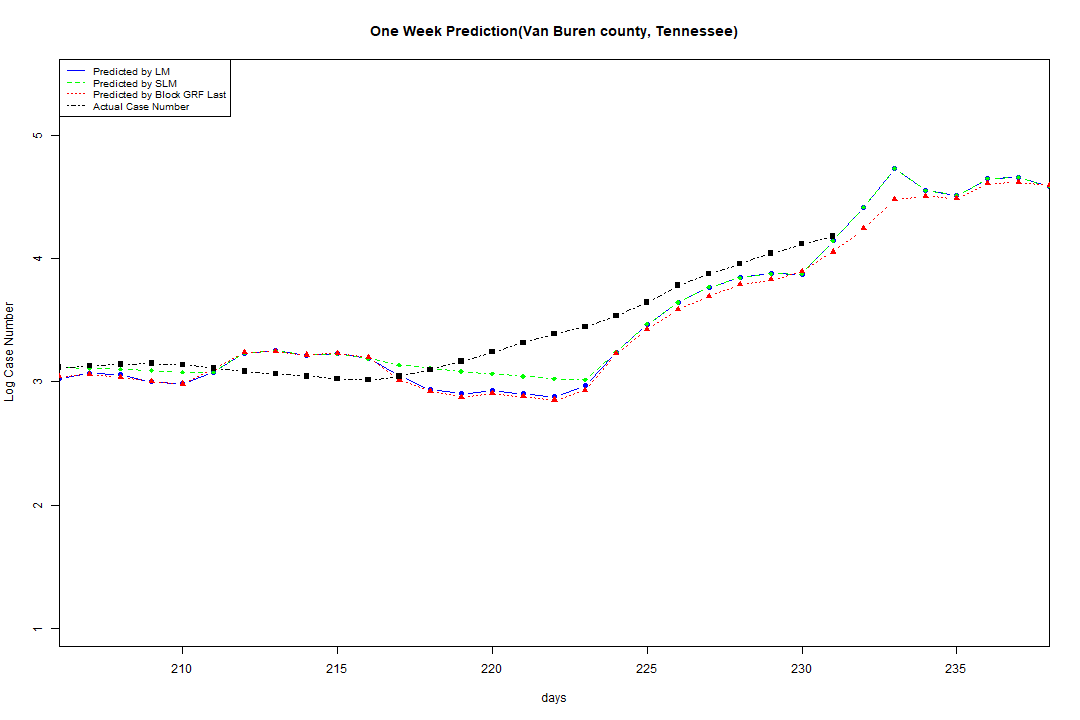 One Week Prediction(Van Buren county, Tennessee)
Predicted by LM
Predicted by SLM
Predicted by Block GRF Last
Actual Case Number
5
4
3
2
1
Log Case Number
210 215 220 225 230 235
days